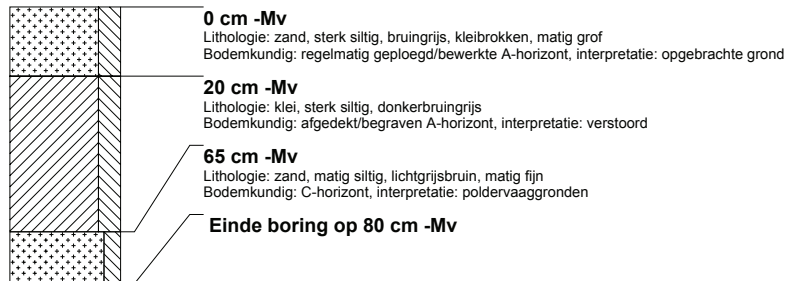 0 cm -Mv
Lithologie: zand, sterk siltig, bruingrijs, kleibrokken, matig grof
Bodemkundig: regelmatig geploegd/bewerkte A-horizont, interpretatie: opgebrachte grond
20 cm -Mv
Lithologie: klei, sterk siltig, donkerbruingrijs
Bodemkundig: afgedekt/begraven A-horizont, interpretatie: verstoord
65 cm -Mv
Lithologie: zand, matig siltig, lichtgrijsbruin, matig fijn
Bodemkundig: C-horizont, interpretatie: poldervaaggronden
Einde boring op 80 cm -Mv